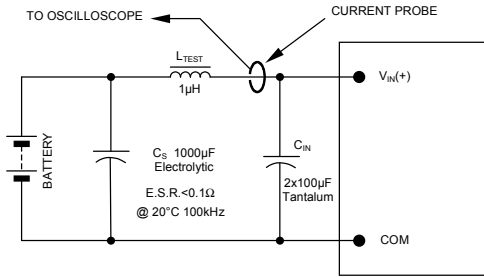 TO OSCILLOSCOPE
CURRENT PROBE
LTEST
1μH
VIN(+)
BATTERY
CS 1000μF
Electrolytic
E.S.R.<0.1Ω
@ 20°C 100kHz
CIN
2x100μF
Tantalum
COM